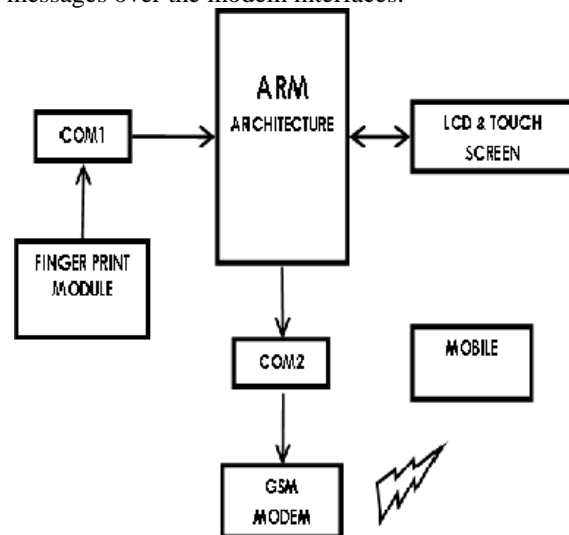 messages over the modem interfaces.
ARM
ARCHITECTURE
COM1
LCD & TOUCH
SCREEN
FINGER PRINT
MODULE
COM2
MOBILE
GSM
MODEM